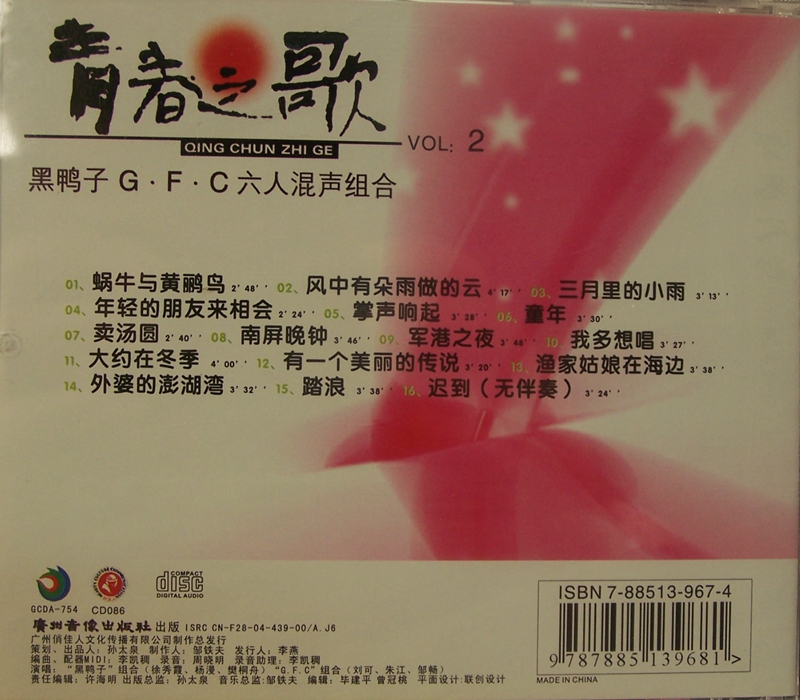 青春之歌
QING CHUN ZHI GE
VOL: 2
黑鸭子 G·F·C 六人混声组合
01、蜗牛与黄鹂鸟 2'48'' 02、风中有朵雨做的云 4'17'' 03、三月里的小雨 3'13''
04、年轻的朋友来相会 2'24'' 05、掌声响起 3'28'' 06、童年 3'30''
07、卖汤圆 2'40'' 08、南屏晚钟 3'46'' 09、军港之夜 3'48'' 10、我多想唱 3'27''
11、大约在冬季 4'00'' 12、有一个美丽的传说 3'20'' 13、渔家姑娘在海边 3'38''
14、外婆的澎湖湾 3'32'' 15、踏浪 3'38'' 16、迟到(无伴奏) 3'24''
COMPACT
disc
DIGITAL AUDIO
GCDA-754 CD086
廣州音像出版社 出版 ISRC CN-F28-04-439-00/A.J6
广州俏佳人文化传播有限公司制作总发行
策划、出品人: 孙太泉 制作人: 邹铁夫 发行人: 李燕
编曲、配器MIDI: 李凯稠 录音: 周晓明 录音助理: 李凯稠
演唱: "黑鸭子"组合(徐秀霞、杨漫、樊桐舟) "G.F.C"组合(刘可、朱江、邹畅)
责任编辑: 许海明 出版总监: 孙太泉 音乐总监:邹铁夫 编辑: 毕建平 曾冠桃 平面设计:联创设计
ISBN 7-88513-967-4
9 787885 139681 >
MADE IN CHINA